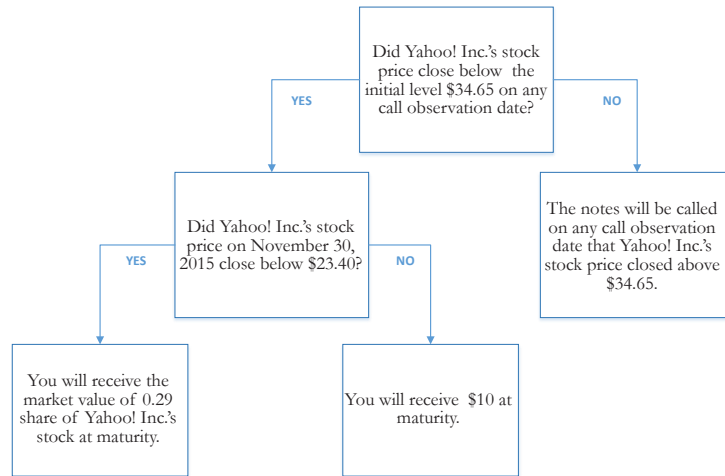 Did Yahoo! Inc.'s stock
price close below the
initial level $34.65 on any
call observation date?
YES
NO
Did Yahoo! Inc.'s stock
price on November 30,
2015 close below $23.40?
The notes will be called
on any call observation
date that Yahoo! Inc.'s
stock price closed above
$34.65.
YES
NO
You will receive the
market value of 0.29
share of Yahoo! Inc.'s
stock at maturity.
You will receive $10 at
maturity.